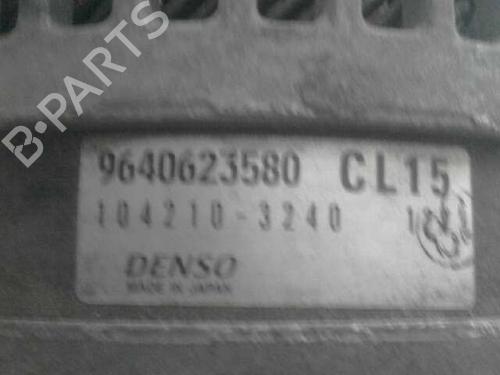 B-PARTS
9640623580 CL15
104210-3240
DENSO
MADE IN JAPAN